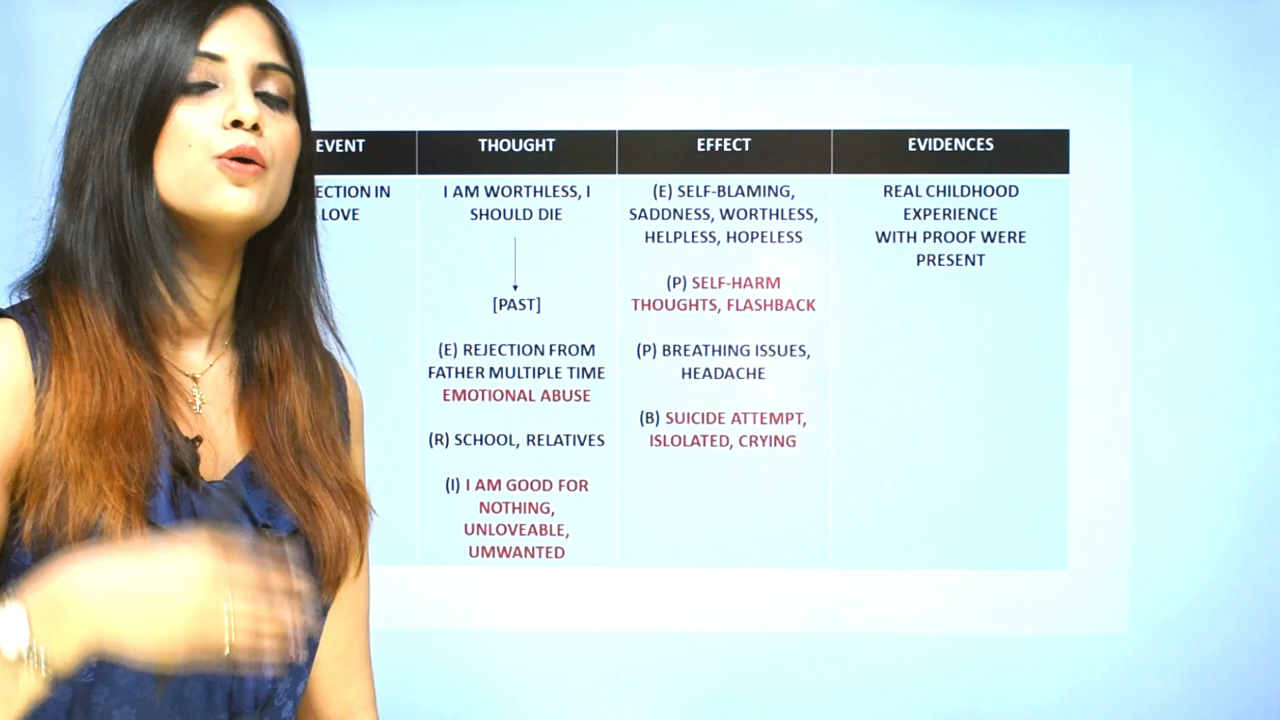 EVENT
THOUGHT
EFFECT
EVIDENCES
ECTION IN
LOVE
I AM WORTHLESS, I
SHOULD DIE
[PAST]
(E) REJECTION FROM
FATHER MULTIPLE TIME
EMOTIONAL ABUSE
(R) SCHOOL, RELATIVES
(I) I AM GOOD FOR
NOTHING,
UNLOVEABLE,
UMWANTED
(E) SELF-BLAMING,
SADDNESS, WORTHLESS,
HELPLESS, HOPELESS
(P) SELF-HARM
THOUGHTS, FLASHBACK
(P) BREATHING ISSUES,
HEADACHE
(B) SUICIDE ATTEMPT,
ISLOLATED, CRYING
REAL CHILDHOOD
EXPERIENCE
WITH PROOF WERE
PRESENT